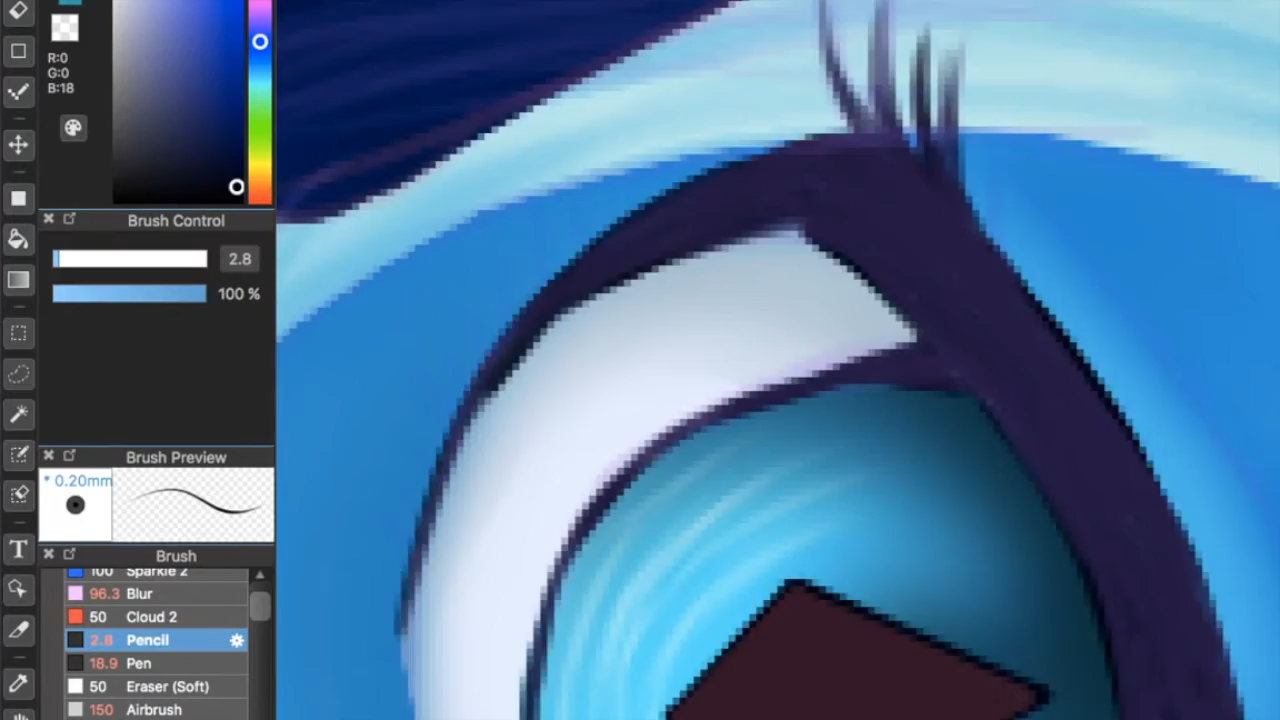 R:0
G:0
B:18
Brush Control
2.8
100 %
Brush Preview
* 0.20mm
Brush
100 Sparkle 2
96.3 Blur
50 Cloud 2
2.8 Pencil
18.9 Pen
50 Eraser (Soft)
150 Airbrush
T